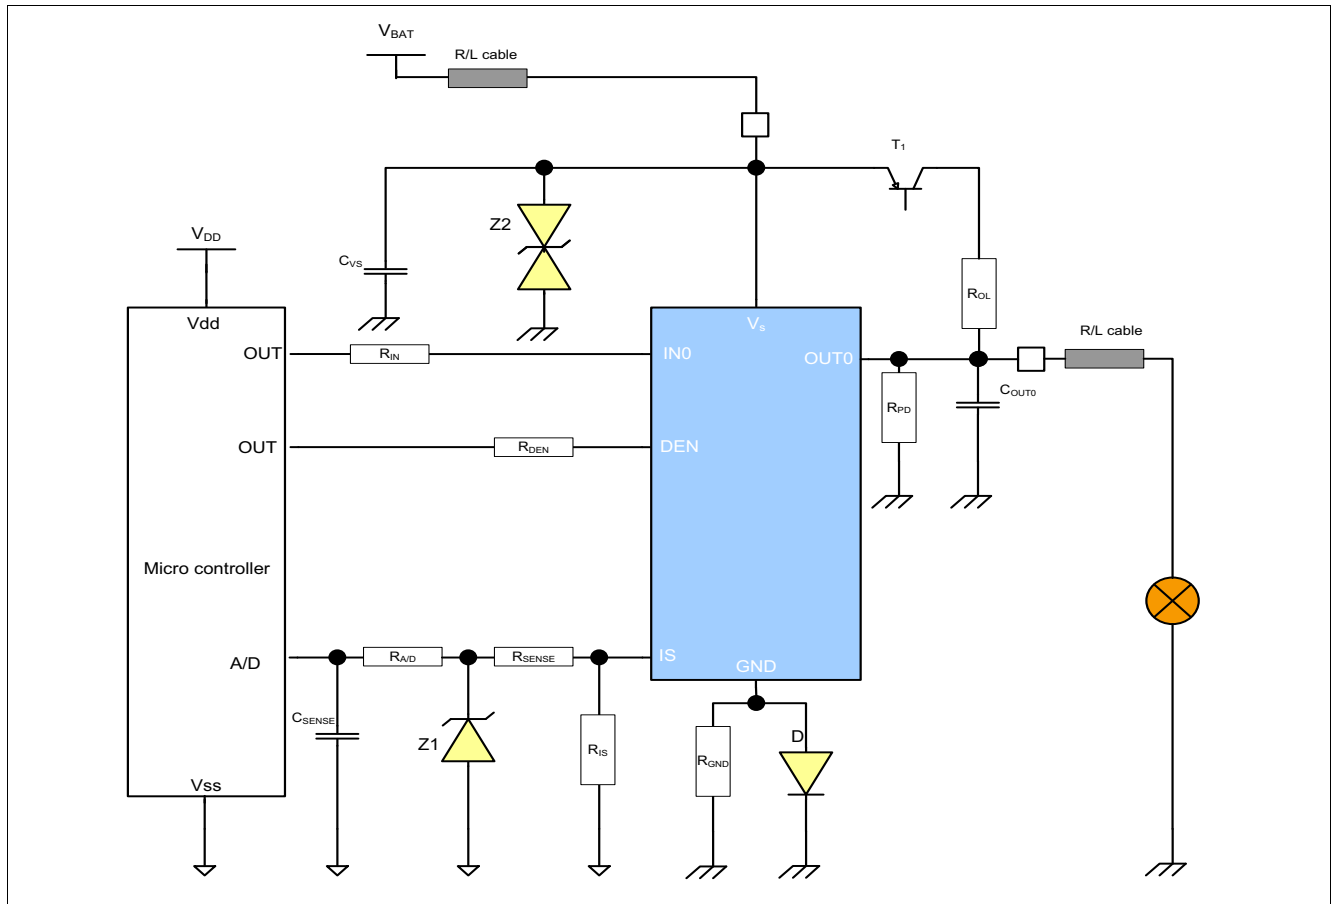 VBAT
R/L cable
T1
Z2
VDD
CVS
ROL
Vdd
Vs
R/L cable
OUT
RIN
IN0
OUT0
COUT0
RPD
OUT
RDEN
DEN
Micro controller
A/D
RA/D
RSENSE
IS
GND
CSENSE
Z1
RIS
RGND
D
Vss